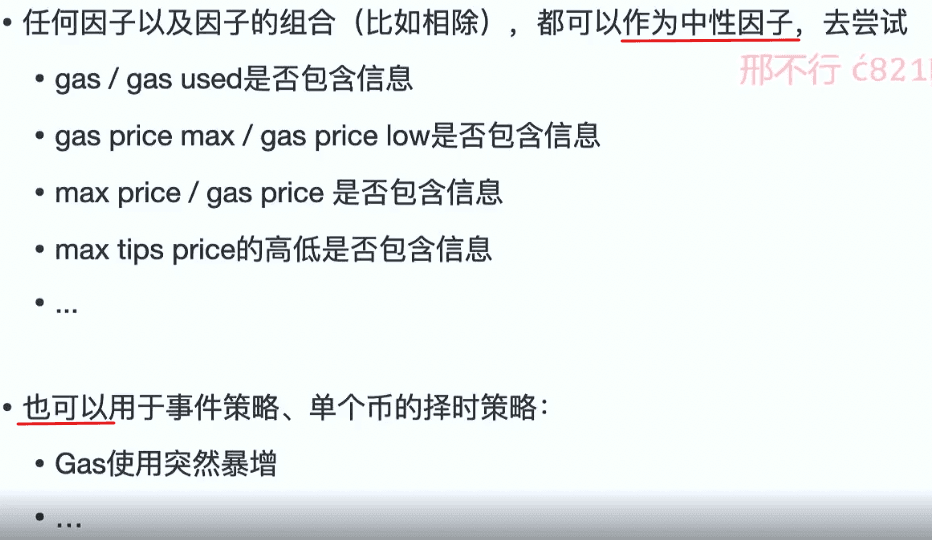 • 任何因子以及因子的组合（比如相除），都可以作为中性因子，去尝试
邢不行
• gas / gas used是否包含信息
• gas price max / gas price low是否包含信息
• max price / gas price 是否包含信息
• max tips price的高低是否包含信息
• ...
• 也可以用于事件策略、单个币的择时策略：
• Gas使用突然暴增
• ...